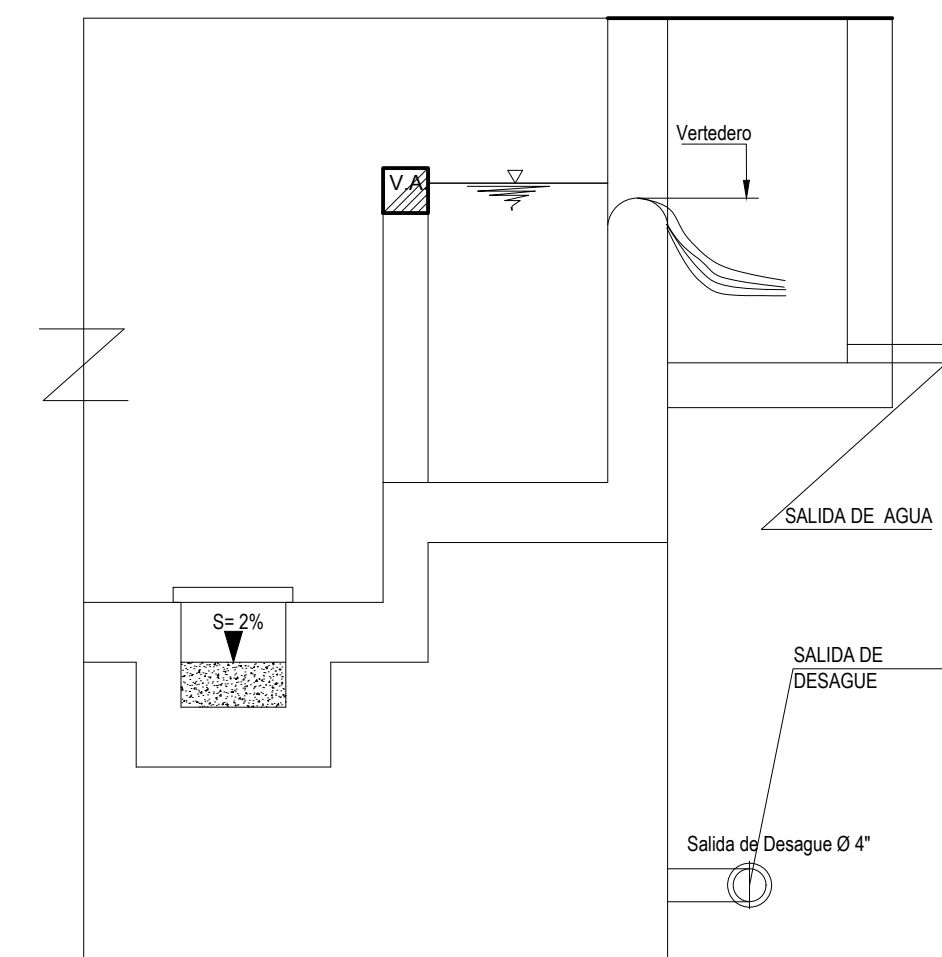 Vertedero
V.A.
SALIDA DE AGUA
S= 2%
SALIDA DE
DESAGUE
Salida de Desague Ø 4"